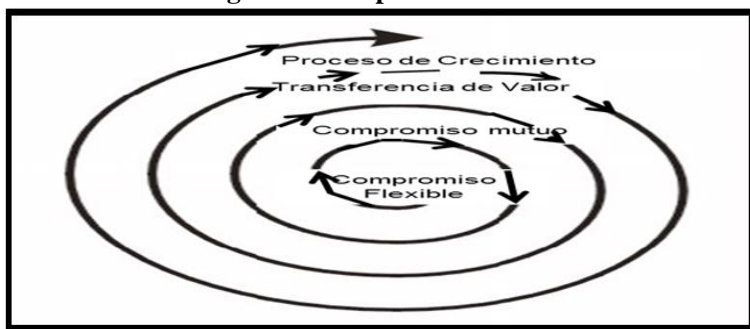 Proceso de Crecimiento
Transferencia de Valor
Compromiso mutuo
Compromiso
Flexible